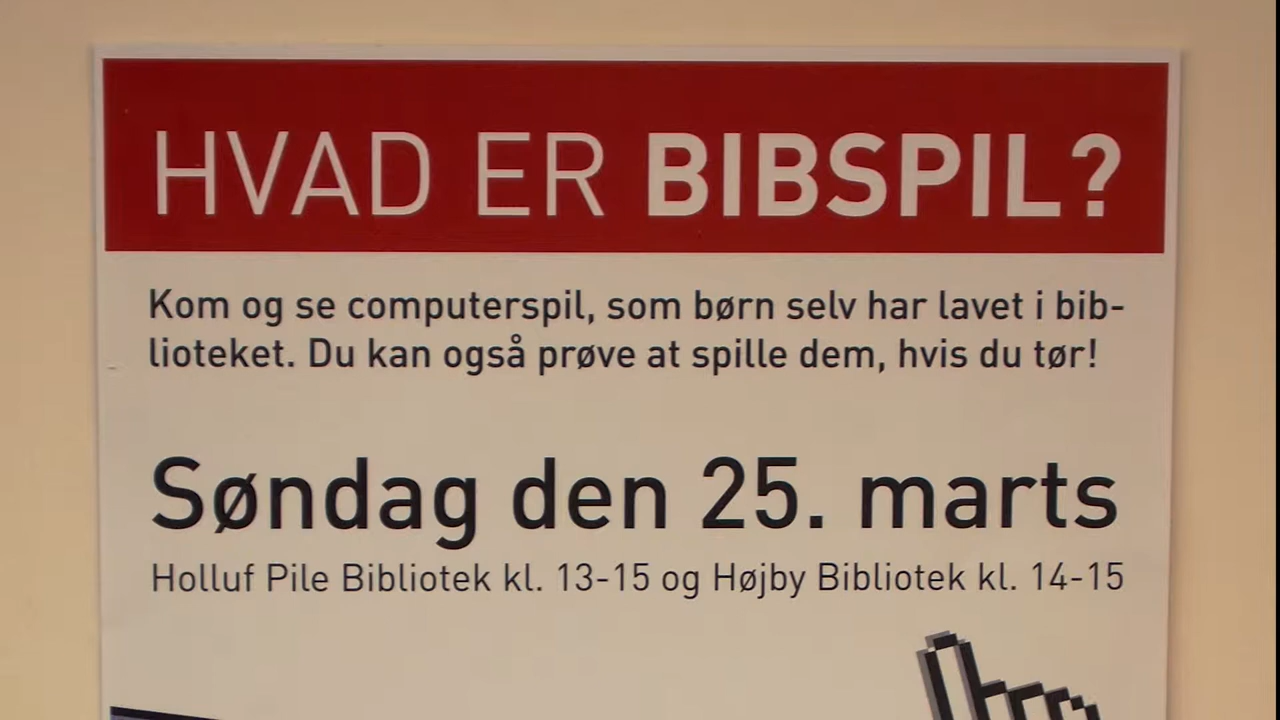 HVAD ER BIBSPIL?
Kom og se computerspil, som børn selv har lavet i bib-
lioteket. Du kan også prøve at spille dem, hvis du tør!
Søndag den 25. marts
Holluf Pile Bibliotek kl. 13-15 og Højby Bibliotek kl. 14-15